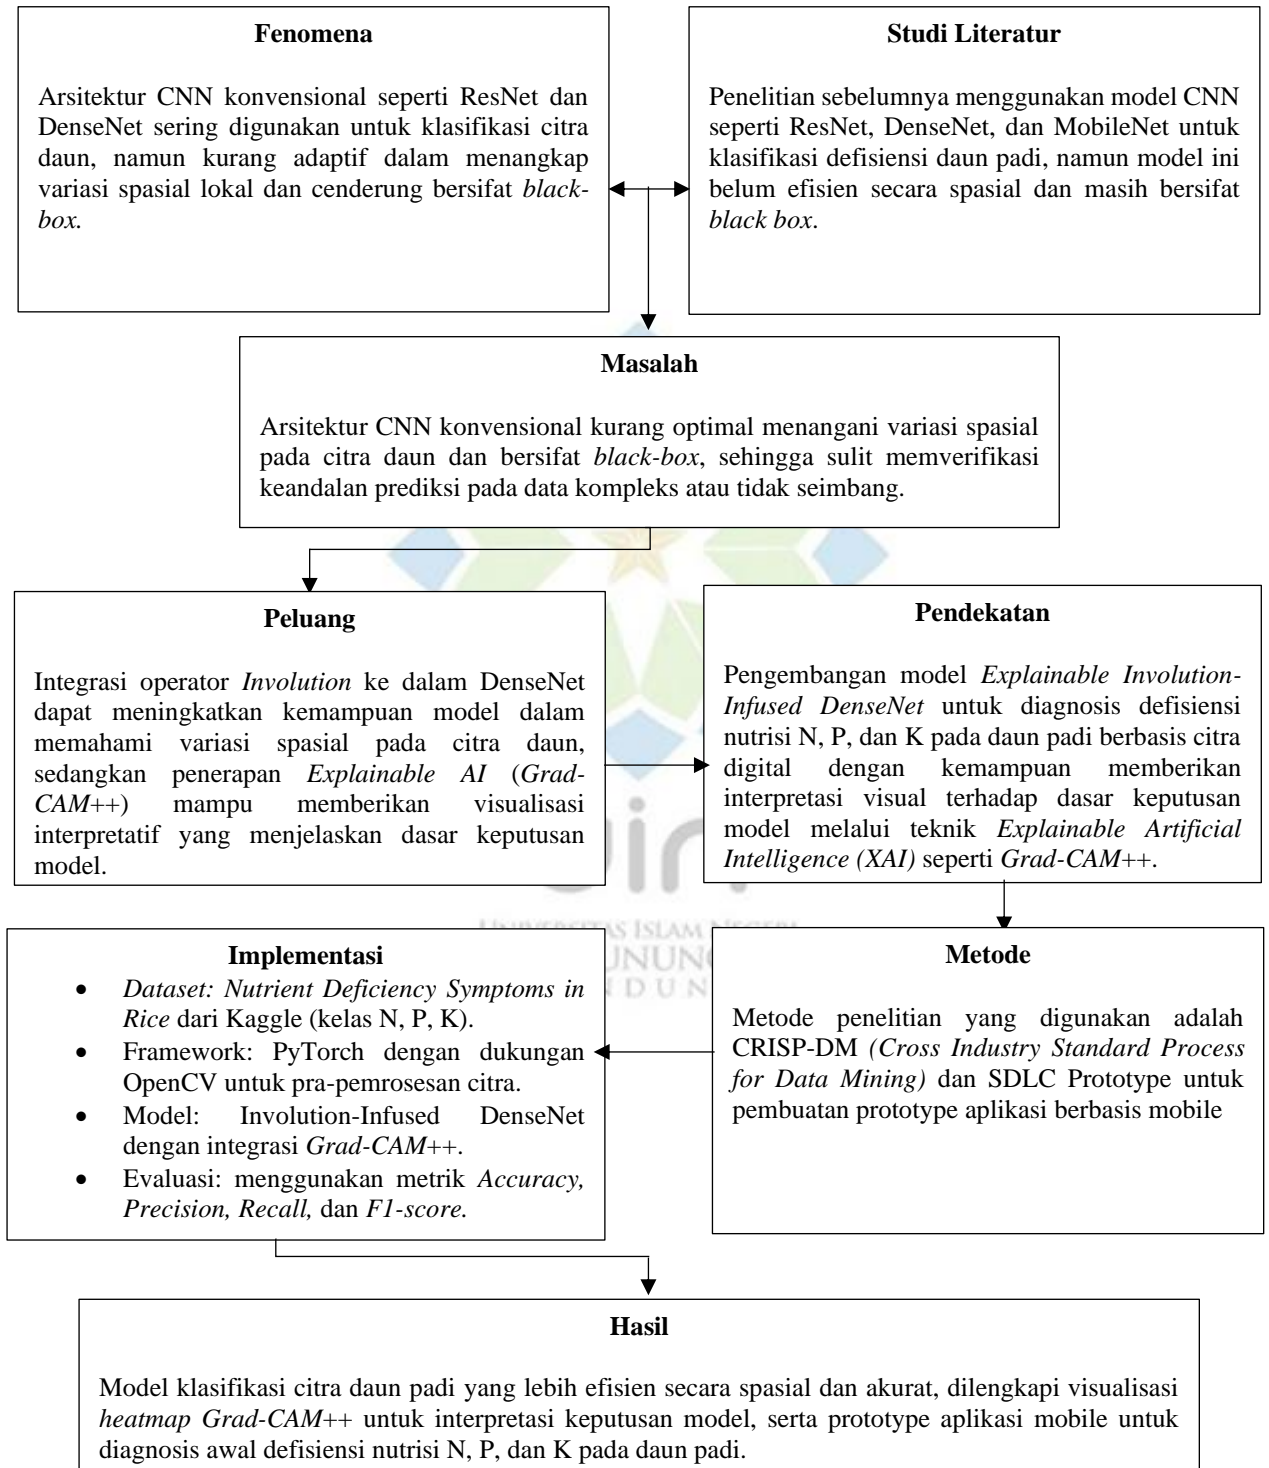 Fenomena
Arsitektur CNN konvensional seperti ResNet dan
DenseNet sering digunakan untuk klasifikasi citra
daun, namun kurang adaptif dalam menangkap
variasi spasial lokal dan cenderung bersifat black-
box.
Studi Literatur
Penelitian sebelumnya menggunakan model CNN
seperti ResNet, DenseNet, dan MobileNet untuk
klasifikasi defisiensi daun padi, namun model ini
belum efisien secara spasial dan masih bersifat
black box.
Masalah
Arsitektur CNN konvensional kurang optimal menangani variasi spasial
pada citra daun dan bersifat black-box, sehingga sulit memverifikasi
keandalan prediksi pada data kompleks atau tidak seimbang.
Peluang
Integrasi operator Involution ke dalam DenseNet
dapat meningkatkan kemampuan model dalam
memahami variasi spasial pada citra daun,
sedangkan penerapan Explainable AI (Grad-
CAM++) mampu memberikan visualisasi
interpretatif yang menjelaskan dasar keputusan
model.
Pendekatan
Pengembangan model Explainable Involution-
Infused DenseNet untuk diagnosis defisiensi
nutrisi N, P, dan K pada daun padi berbasis citra
digital dengan kemampuan memberikan
interpretasi visual terhadap dasar keputusan
model melalui teknik Explainable Artificial
Intelligence (XAI) seperti Grad-CAM++.
ISLAM
Metode
Metode penelitian yang digunakan adalah
CRISP-DM (Cross Industry Standard Process
for Data Mining) dan SDLC Prototype untuk
pembuatan prototype aplikasi berbasis mobile
Implementasi
• Dataset: Nutrient Deficiency Symptoms in
Rice dari Kaggle (kelas N, P, K).
• Framework: PyTorch dengan dukungan
OpenCV untuk pra-pemrosesan citra.
• Model: Involution-Infused DenseNet
dengan integrasi Grad-CAM++.
• Evaluasi: menggunakan metrik Accuracy,
Precision, Recall, dan F1-score.
Hasil
Model klasifikasi citra daun padi yang lebih efisien secara spasial dan akurat, dilengkapi visualisasi
heatmap Grad-CAM++ untuk interpretasi keputusan model, serta prototype aplikasi mobile untuk
diagnosis awal defisiensi nutrisi N, P, dan K pada daun padi.